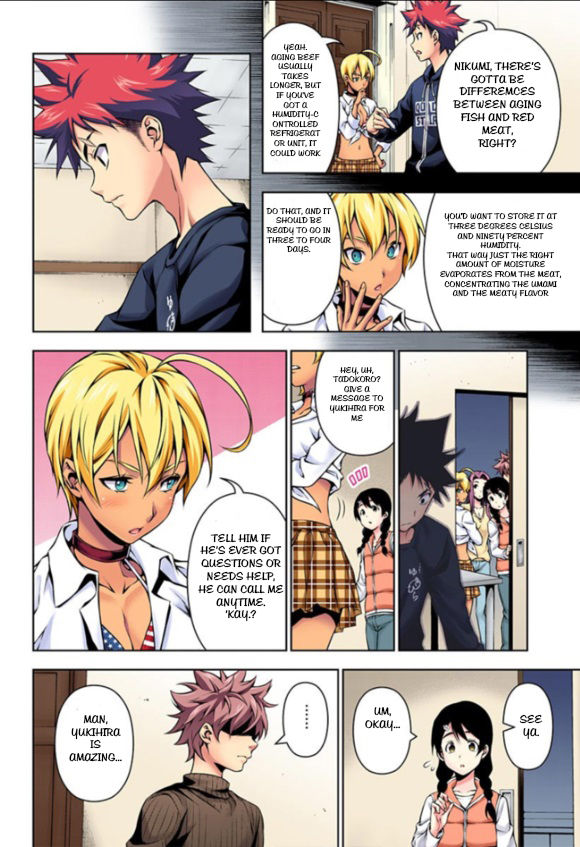 NIKUMI, THERE'S
GOTTA BE
DIFFEREMCES
BETWEEN AGING
FISH AND RED
MEAT,
RIGHT?
YEAH.
AGING BEEF
USUALLY
TAKES
LONGER, BUT
IF YOU'VE
GOT A
HUMIDITY-C
ONTROLLED
REFRIGERAT
OR UNIT, IT
COULD WORK
YOU'D WANT TO STORE IT AT
THREE DEGREES CELSIUS
AND NINETY PERCENT
HUMIDITY.
THAT WAY JUST THE RIGHT
AMOUNT OF MOISTURE
EVAPORATES FROM THE MEAT,
CONCENTRATING THE UMAMI
AND THE MEATY FLAVOR
DO THAT, AND IT
SHOULD BE
READY TO GO IN
THREE TO FOUR
DAYS.
HEY, UH,
TADOKORO?
GIVE A
MESSAGE TO
YUKIHIRA FOR
ME
TELL HIM IF
HE'S EVER GOT
QUESTIONS OR
NEEDS HELP,
HE CAN CALL ME
ANYTIME.
'KAY.?
SEE
YA.
UM,
OKAY...
......
MAN,
YUKIHIRA
IS
AMAZING...